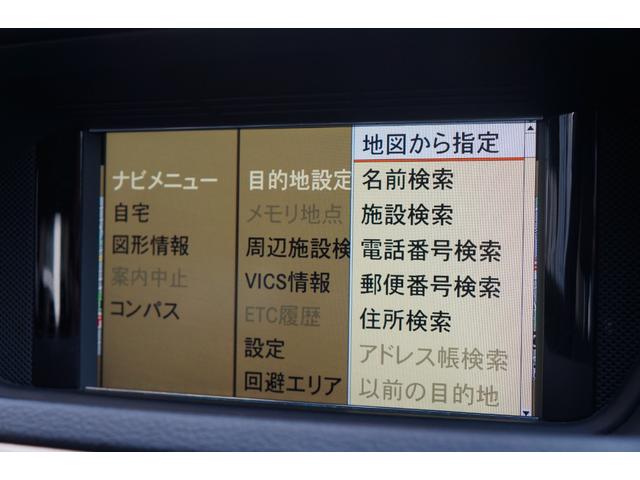 ナビメニュー
自宅
図形情報
案内中止
コンパス
目的地設定
メモリ地点
周辺施設検
VICS情報
ETC履歴
設定
回避エリア
地図から指定
名前検索
施設検索
電話番号検索
郵便番号検索
住所検索
アドレス帳検索
以前の目的地